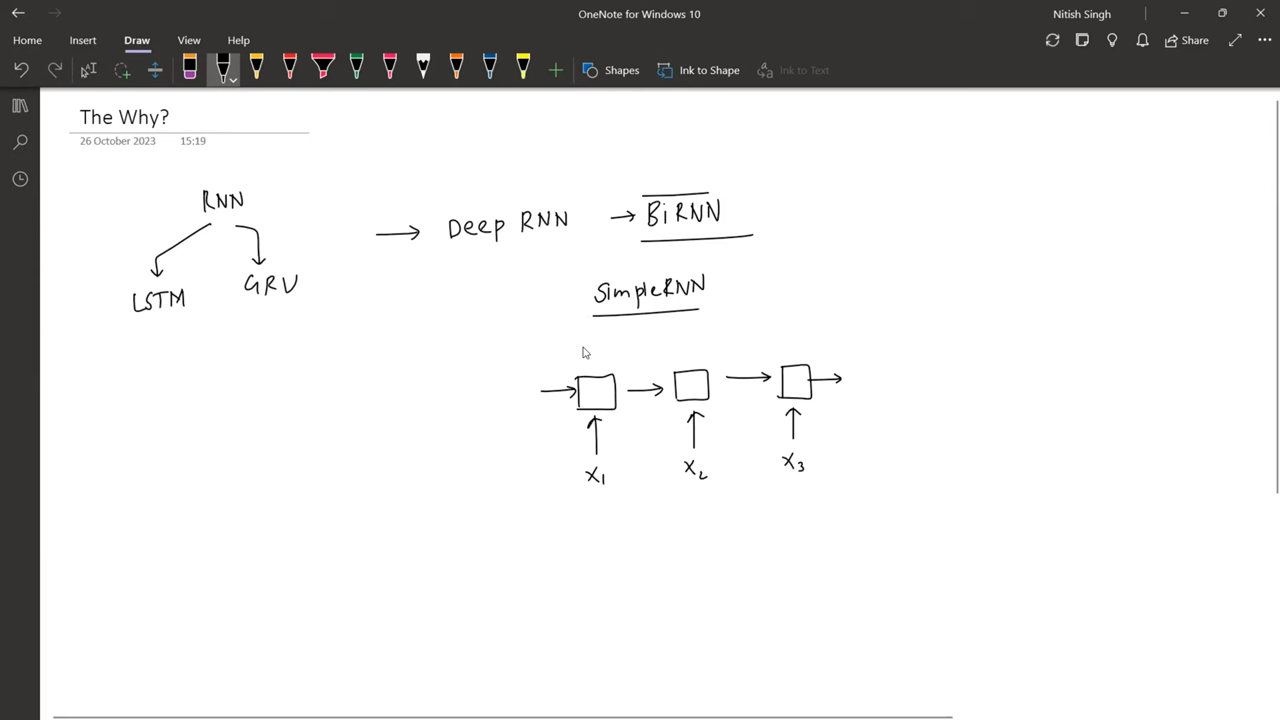 OneNote for Windows 10
Nitish Singh
Home Insert Draw View Help
Share
Shapes
Ink to Shape
Ink to Text
The Why?
26 October 2023 15:19
RNN
LSTM GRU
Deep RNN
BiRNN
SimpleRNN
x1 x2 x3